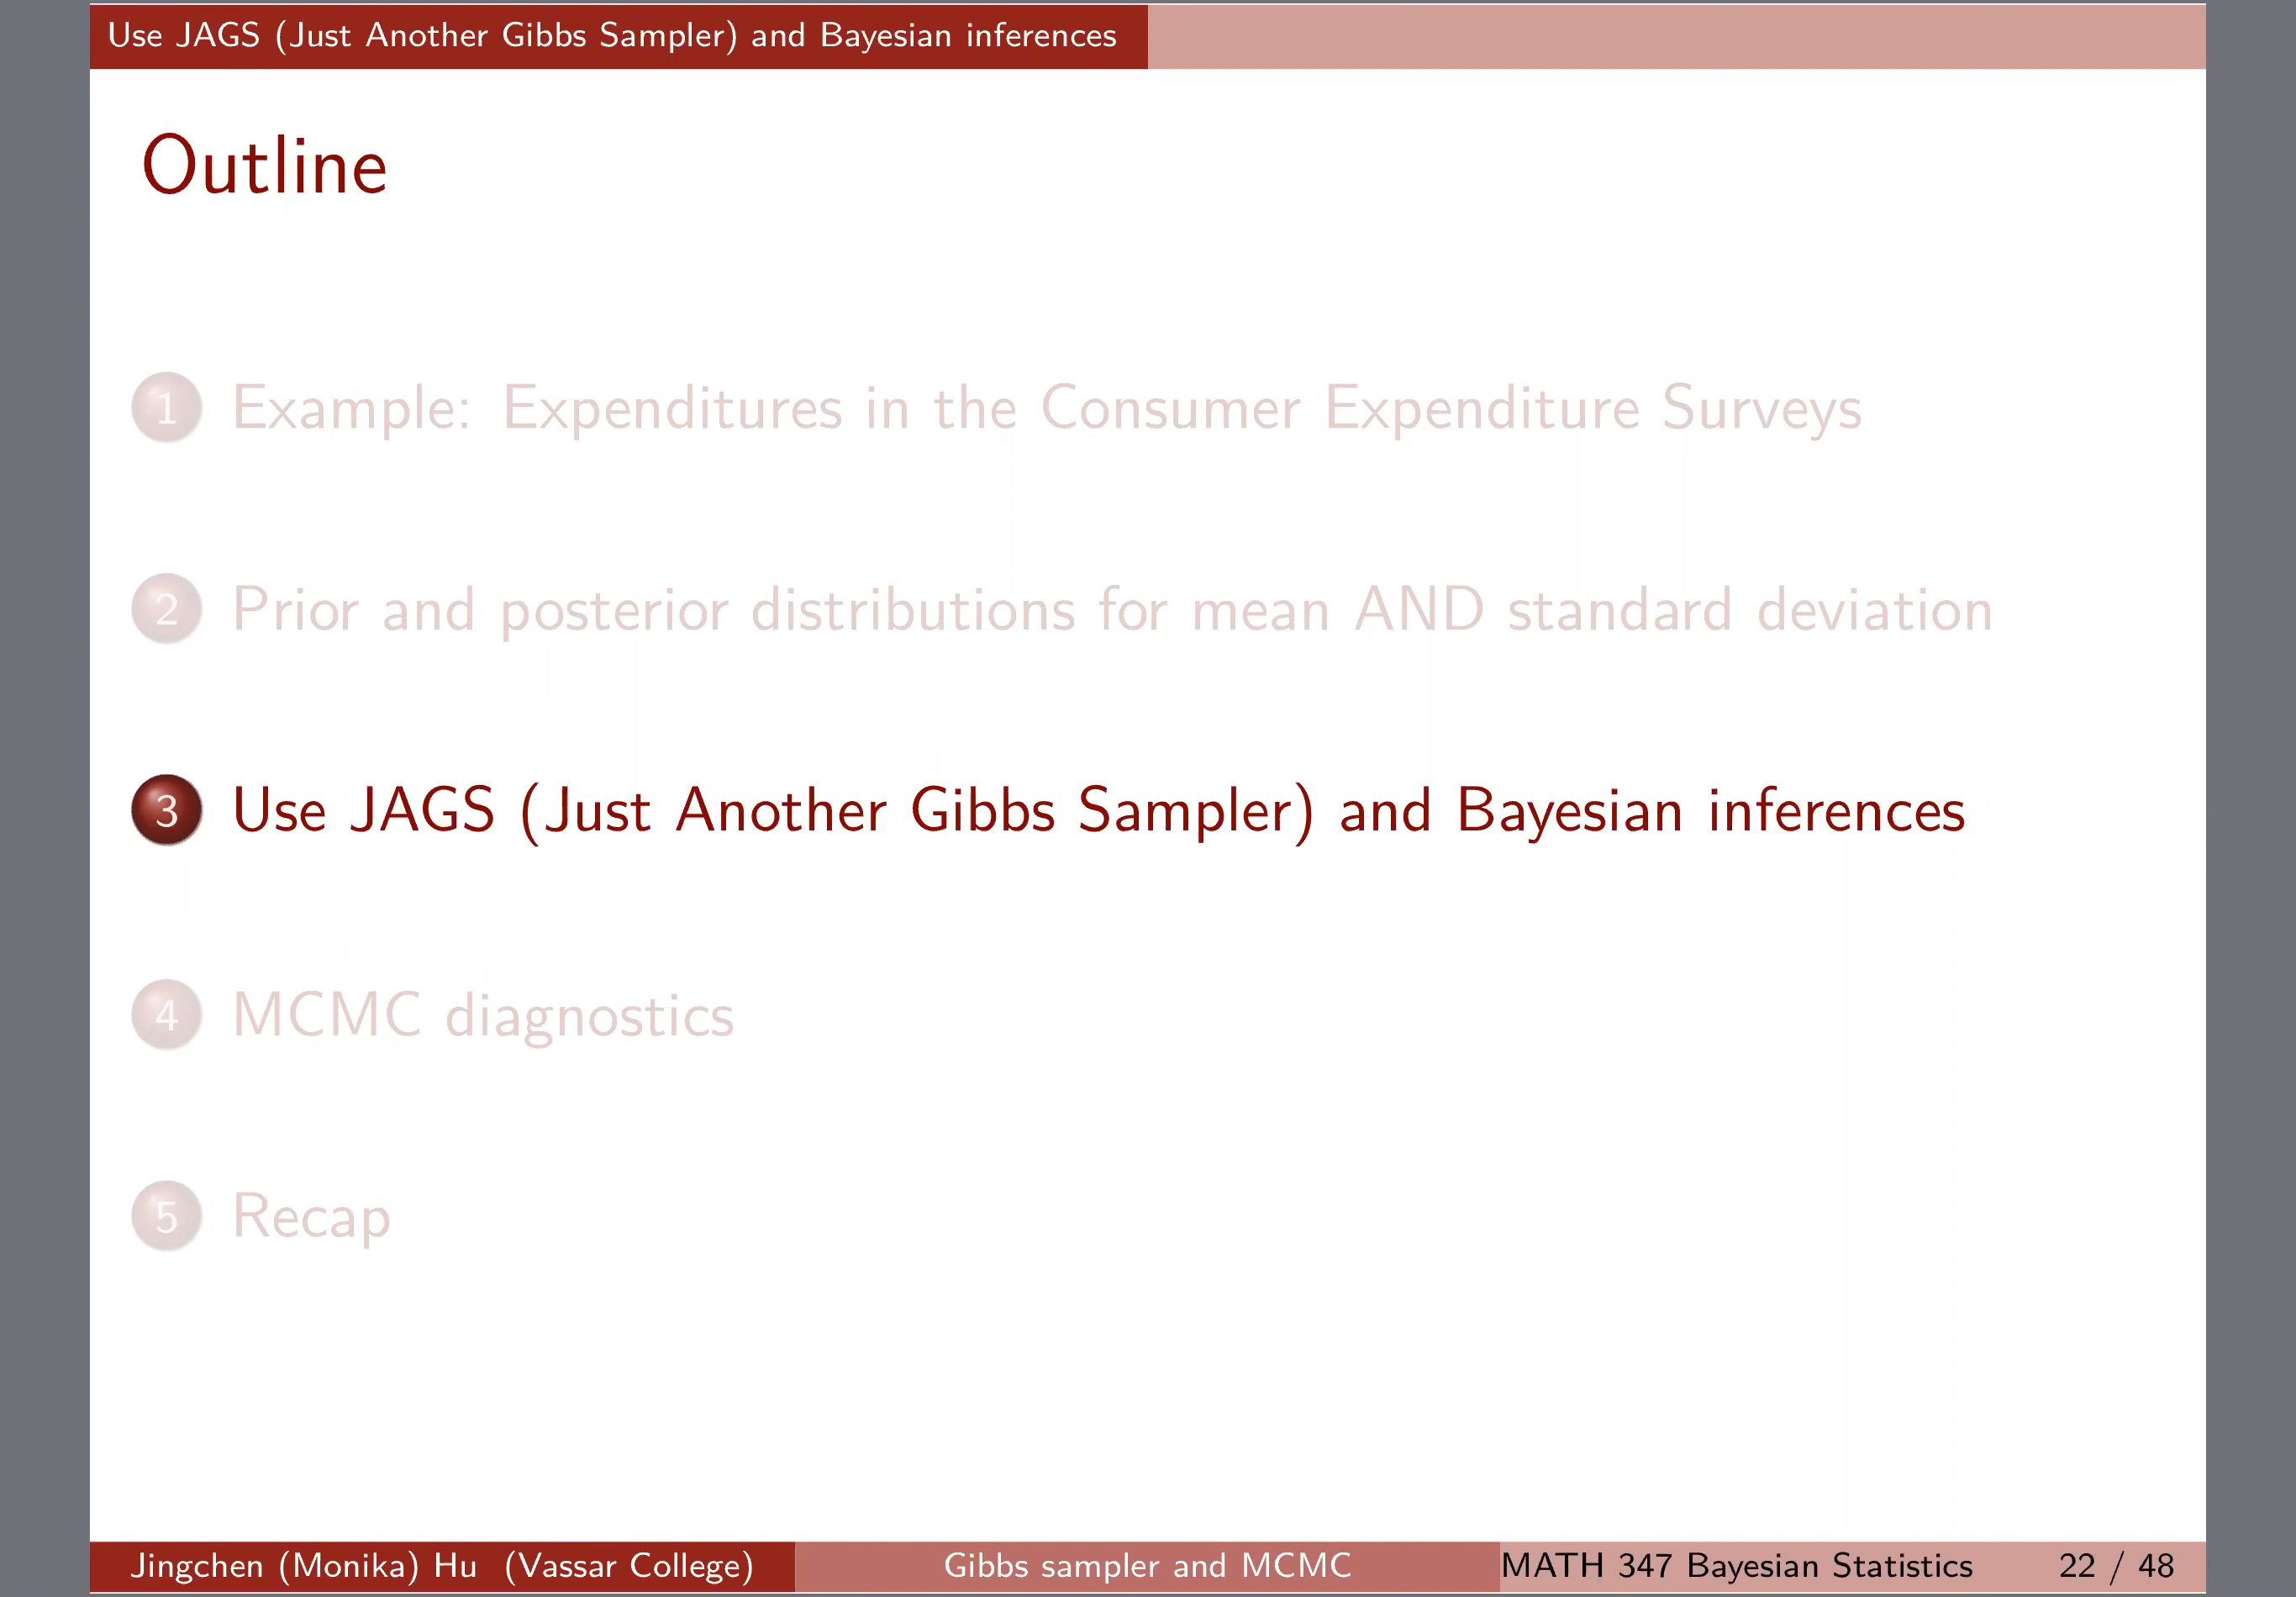 Use JAGS (Just Another Gibbs Sampler) and Bayesian inferences
Outline
1 Example: Expenditures in the Consumer Expenditure Surveys
2 Prior and posterior distributions for mean AND standard deviation
3 Use JAGS (Just Another Gibbs Sampler) and Bayesian inferences
4 MCMC diagnostics
5 Recap
Jingchen (Monika) Hu (Vassar College) Gibbs sampler and MCMC MATH 347 Bayesian Statistics 22 / 48